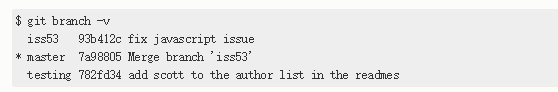 $ git branch -v
  iss53   93b412c fix javascript issue
* master  7a98805 Merge branch 'iss53'
  testing 782fd34 add scott to the author list in the readmes